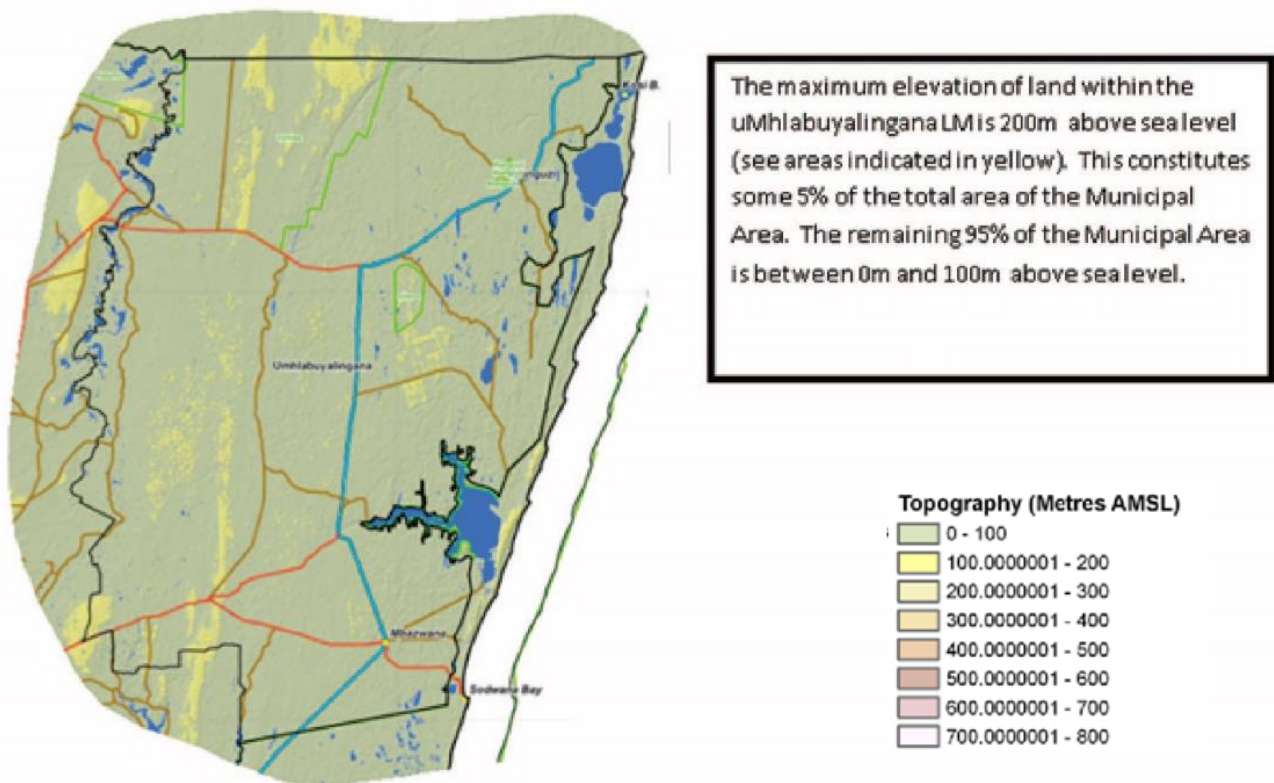 Kosi B.
The maximum elevation of land within the
uMhlabuyalingana LM is 200m above sea level
(see areas indicated in yellow). This constitutes
some 5% of the total area of the Municipal
Area. The remaining 95% of the Municipal Area
is between 0m and 100m above sea level.
Umhlabuyalingana
Mbazwana
Sodwana Bay
Topography (Metres AMSL)
0 - 100
100.0000001 - 200
200.0000001 - 300
300.0000001 - 400
400.0000001 - 500
500.0000001 - 600
600.0000001 - 700
700.0000001 - 800